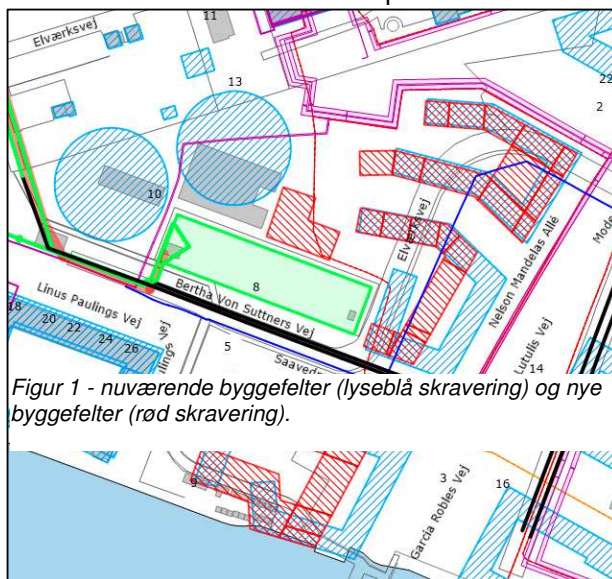 Elværksvej
11
13
22
2
10
Elværksvej
Nelson Mandelas Allé
8
Bertha Von Suttners Vej
Linus Paulings Vej
18
20
22
24
26
5
Saaved
Lutulis Vej
14
Figur 1 - nuværende byggefelter (lyseblå skravering) og nye
byggefelter (rød skravering).
9
3
16
Garcia Robles Vej